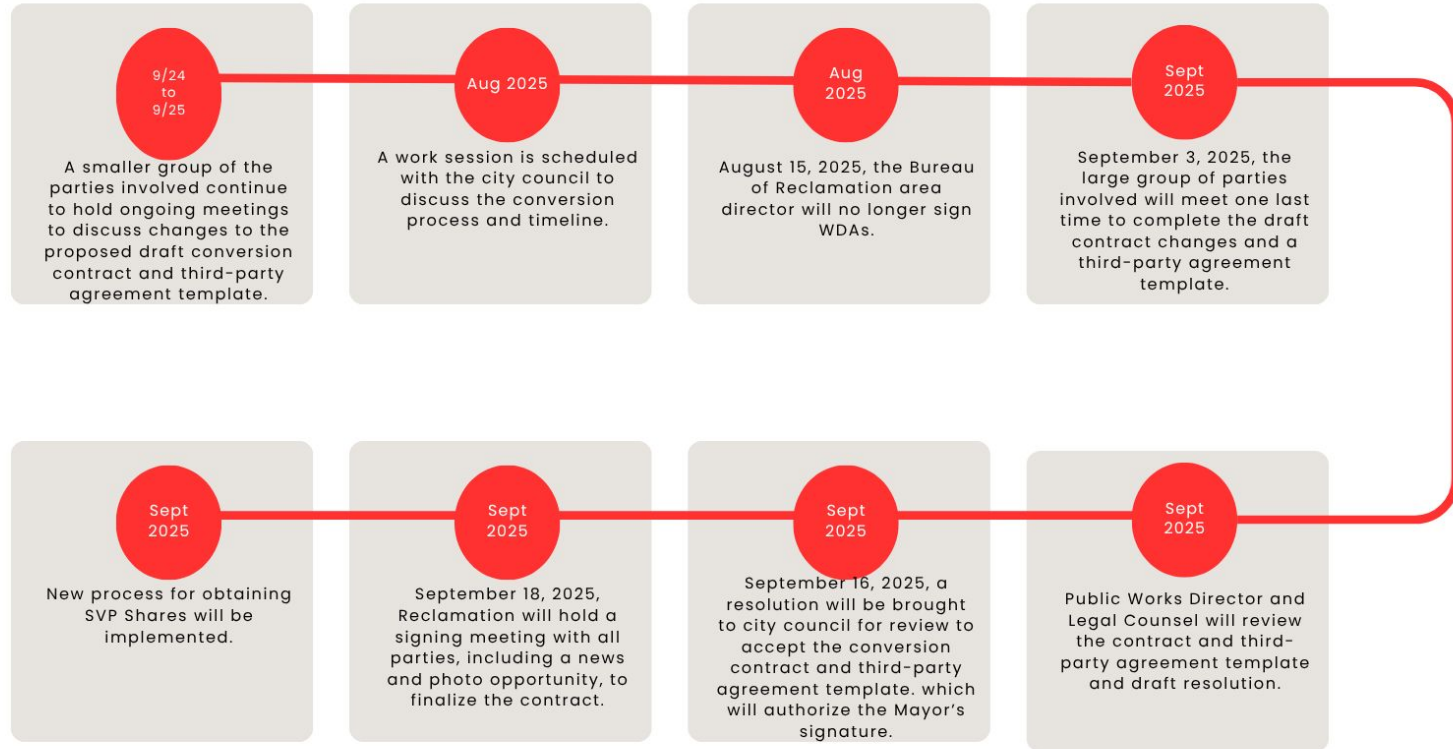 9/24
to
9/25
A smaller group of the
parties involved continue
to hold ongoing meetings
to discuss changes to the
proposed draft conversion
contract and third-party
agreement template.
Aug 2025
A work session is scheduled
with the city council to
discuss the conversion
process and timeline.
Aug
2025
August 15, 2025, the Bureau
of Reclamation area
director will no longer sign
WDAs.
Sept
2025
September 3, 2025, the
large group of parties
involved will meet one last
time to complete the draft
contract changes and a
third-party agreement
template.
Sept
2025
Public Works Director and
Legal Counsel will review
the contract and third-
party agreement template
and draft resolution.
Sept
2025
September 16, 2025, a
resolution will be brought
to city council for review to
accept the conversion
contract and third-party
agreement template. which
will authorize the Mayor’s
signature.
Sept
2025
September 18, 2025,
Reclamation will hold a
signing meeting with all
parties, including a news
and photo opportunity, to
finalize the contract.
Sept
2025
New process for obtaining
SVP Shares will be
implemented.